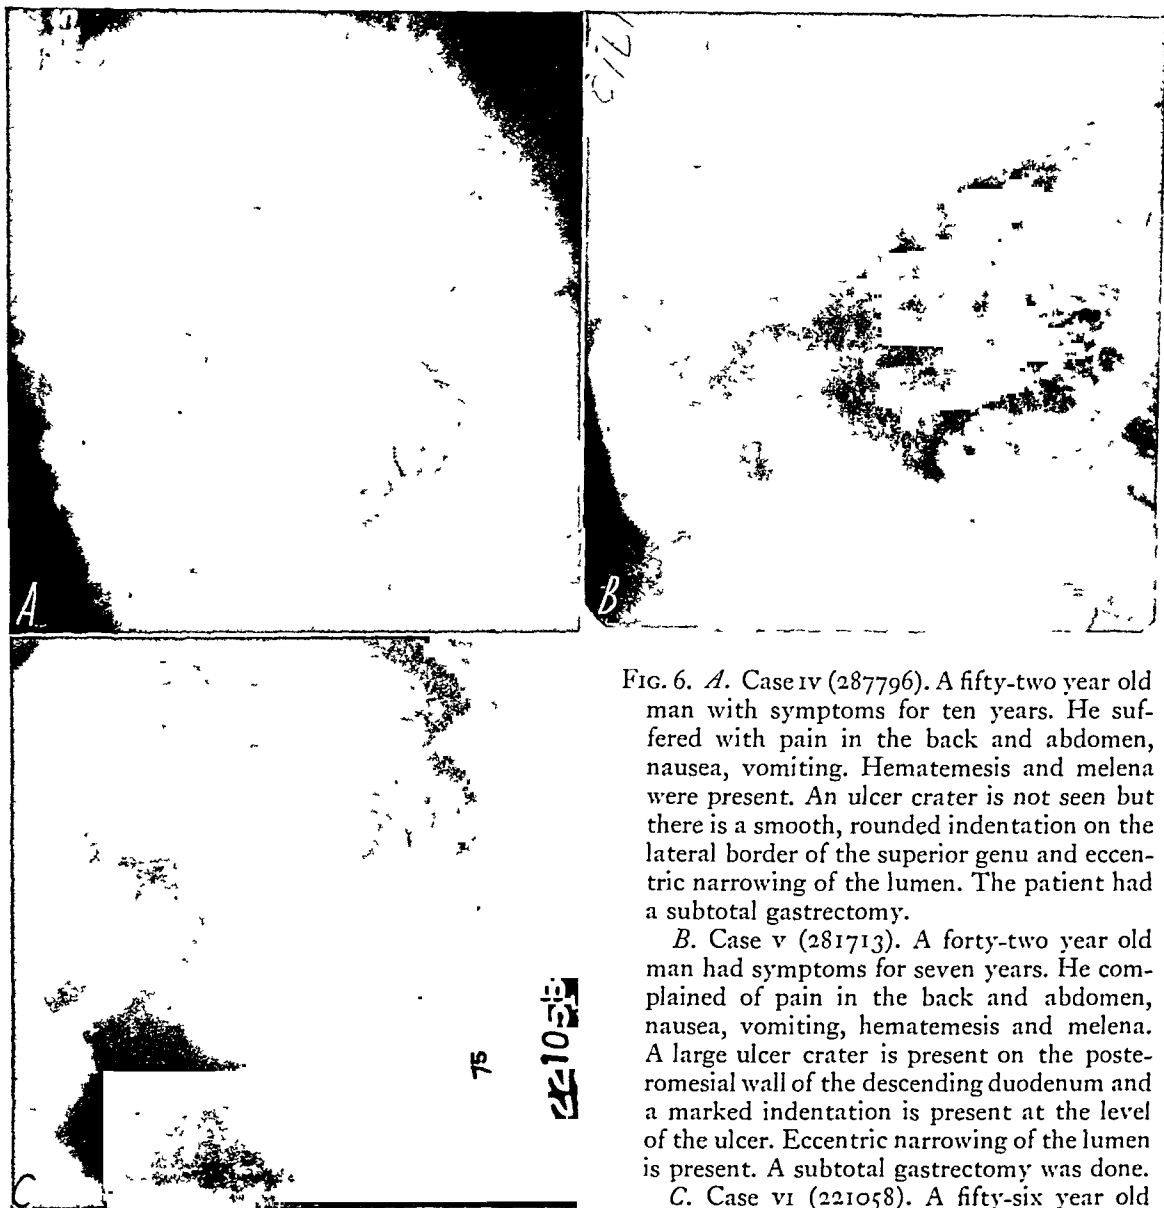 A
B
C
75
FIG. 6. A. Case IV (287796). A fifty-two year old
man with symptoms for ten years. He suf-
fered with pain in the back and abdomen,
nausea, vomiting. Hematemesis and melena
were present. An ulcer crater is not seen but
there is a smooth, rounded indentation on the
lateral border of the superior genu and eccen-
tric narrowing of the lumen. The patient had
a subtotal gastrectomy.
B. Case V (281713). A forty-two year old
man had symptoms for seven years. He com-
plained of pain in the back and abdomen,
nausea, vomiting, hematemesis and melena.
A large ulcer crater is present on the poste-
romesial wall of the descending duodenum and
a marked indentation is present at the level
of the ulcer. Eccentric narrowing of the lumen
is present. A subtotal gastrectomy was done.
C. Case VI (221058). A fifty-six year old